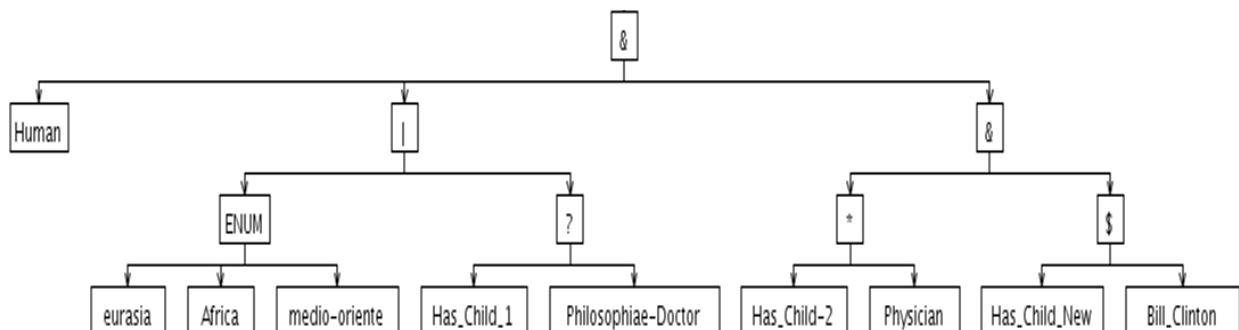 &
Human | &
ENUM ? * $
eurasia Africa medio-oriente Has_Child_1 Philosophiae-Doctor Has_Child-2 Physician Has_Child_New Bill_Clinton